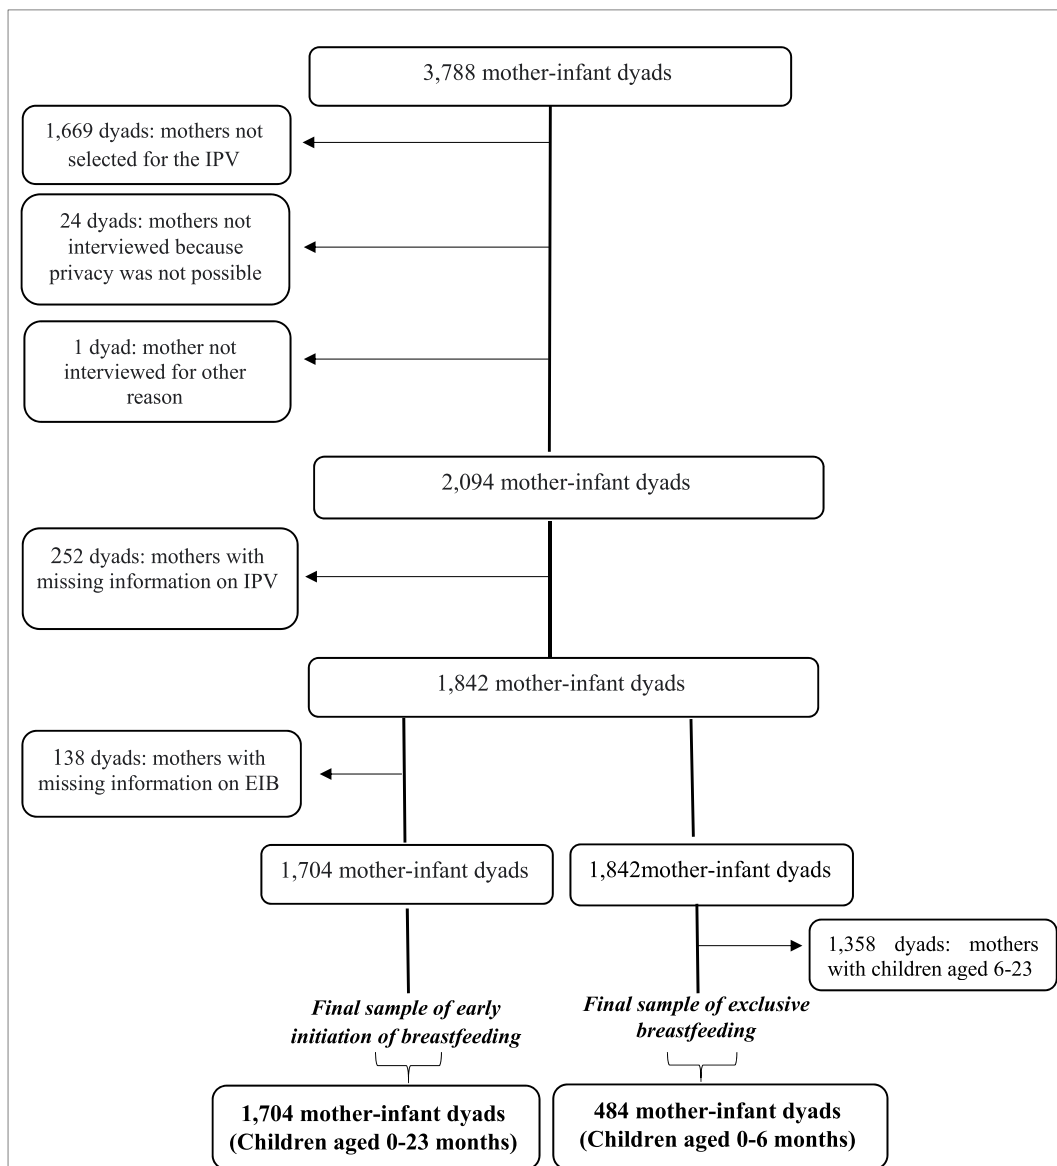 3,788 mother-infant dyads
1,669 dyads: mothers not
selected for the IPV
24 dyads: mothers not
interviewed because
privacy was not possible
1 dyad: mother not
interviewed for other
reason
2,094 mother-infant dyads
252 dyads: mothers with
missing information on IPV
1,842 mother-infant dyads
138 dyads: mothers with
missing information on EIB
1,704 mother-infant dyads
1,842mother-infant dyads
1,358 dyads: mothers
with children aged 6-23
Final sample of early
initiation of breastfeeding
Final sample of exclusive
breastfeeding
1,704 mother-infant dyads
(Children aged 0-23 months)
484 mother-infant dyads
(Children aged 0-6 months)